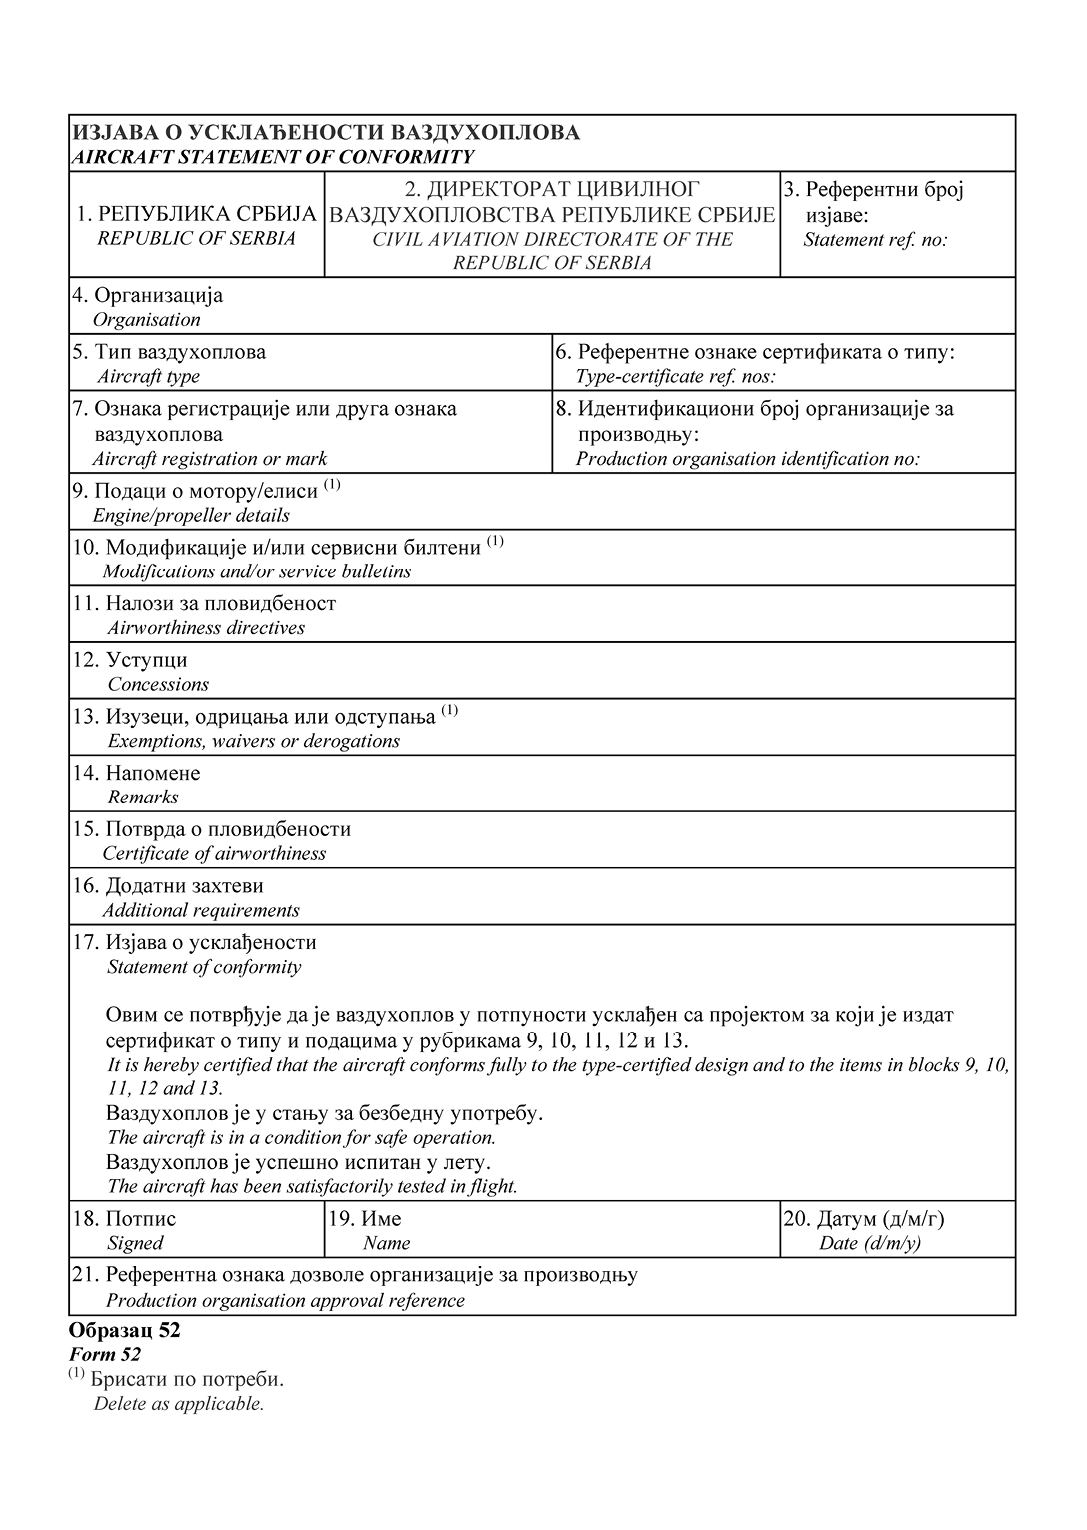 ИЗЈАВА О УСКЛАЂЕНОСТИ ВАЗДУХОПЛОВА
AIRCRAFT STATEMENT OF CONFORMITY
1. РЕПУБЛИКА СРБИЈА
REPUBLIC OF SERBIA
2. ДИРЕКТОРАТ ЦИВИЛНОГ
ВАЗДУХОПЛОВСТВА РЕПУБЛИКЕ СРБИЈЕ
CIVIL AVIATION DIRECTORATE OF THE
REPUBLIC OF SERBIA
3. Референтни број
изјаве:
Statement ref. no:
4. Организација
Organisation
5. Тип ваздухоплова
Aircraft type
6. Референтне ознаке сертификата о типу:
Type-certificate ref. nos:
7. Ознака регистрације или друга ознака
ваздухоплова
Aircraft registration or mark
8. Идентификациони број организације за
производњу:
Production organisation identification no:
9. Подаци о мотору/елиси (1)
Engine/propeller details
10. Модификације и/или сервисни билтени (1)
Modifications and/or service bulletins
11. Налози за пловидбеност
Airworthiness directives
12. Уступци
Concessions
13. Изузеци, одрицања или одступања (1)
Exemptions, waivers or derogations
14. Напомене
Remarks
15. Потврда о пловидбености
Certificate of airworthiness
16. Додатни захтеви
Additional requirements
17. Изјава о усклађености
Statement of conformity
Овим се потврђује да је ваздухоплов у потпуности усклађен са пројектом за који је издат
сертификат о типу и подацима у рубрикама 9, 10, 11, 12 и 13.
It is hereby certified that the aircraft conforms fully to the type-certified design and to the items in blocks 9, 10,
11, 12 and 13.
Ваздухоплов је у стању за безбедну употребу.
The aircraft is in a condition for safe operation.
Ваздухоплов је успешно испитан у лету.
The aircraft has been satisfactorily tested in flight.
18. Потпис
Signed
19. Име
Name
20. Датум (д/м/г)
Date (d/m/y)
21. Референтна ознака дозволе организације за производњу
Production organisation approval reference
Образац 52
Form 52
(1) Брисати по потреби.
Delete as applicable.